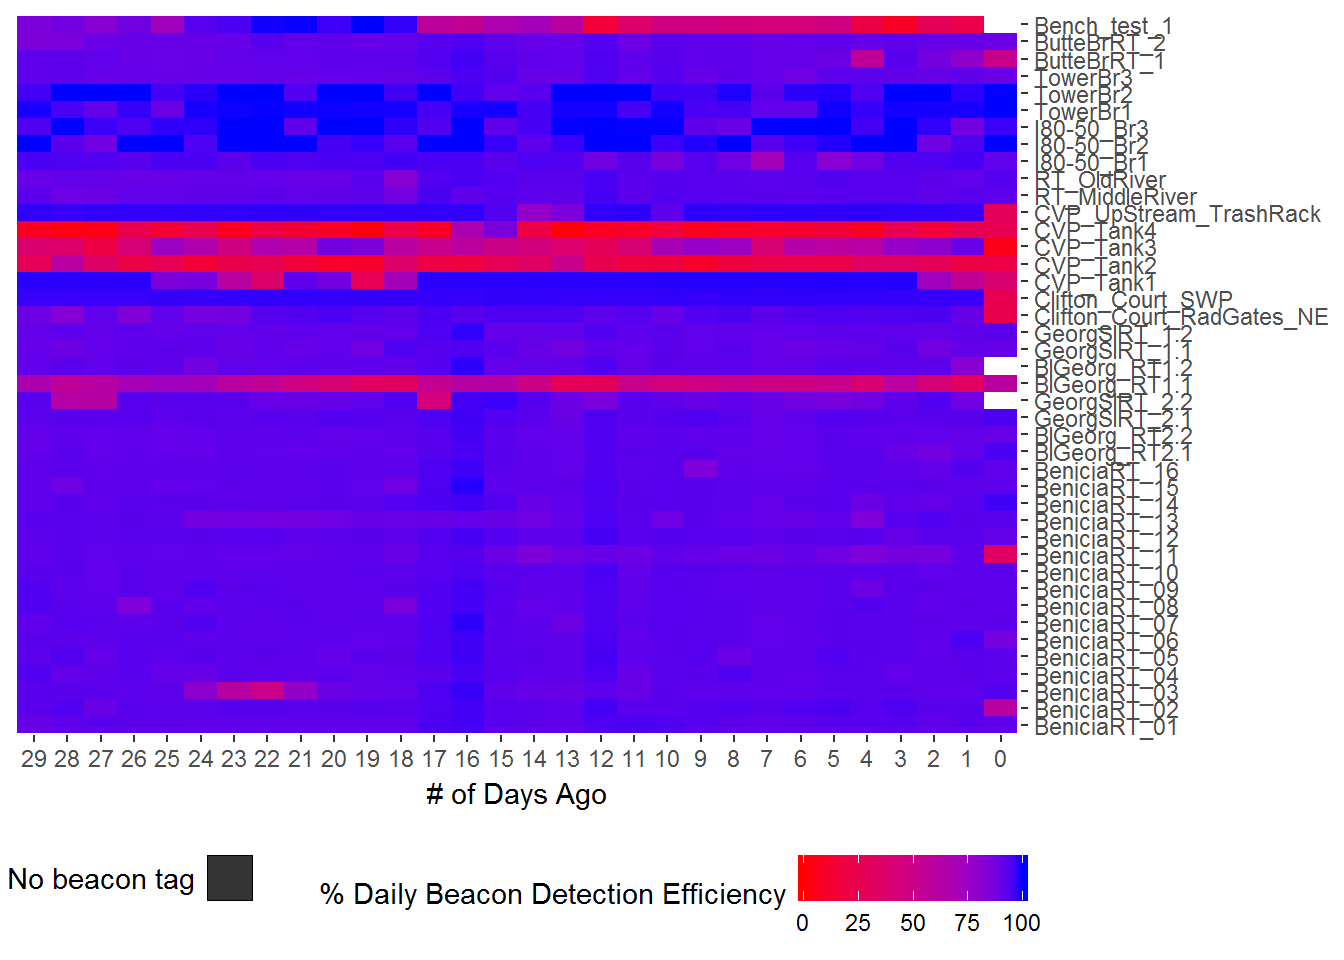 Bench_test_1
ButteBrRT_2
ButteBrRT_1
TowerBr3
TowerBr2
TowerBr1
I80-50_Br3
I80-50_Br2
I80-50_Br1
RT_OldRiver
RT_MiddleRiver
CVP_UpStream_TrashRack
CVP_Tank4
CVP_Tank3
CVP_Tank2
CVP_Tank1
Clifton_Court_SWP
Clifton_Court_RadGates_NE
GeorgSlRT_1.2
GeorgSlRT_1.1
BlGeorg_RT1.2
BlGeorg_RT1.1
GeorgSlRT_2.2
GeorgSlRT_2.1
BlGeorg_RT2.2
BlGeorg_RT2.1
BeniciaRT_16
BeniciaRT_15
BeniciaRT_14
BeniciaRT_13
BeniciaRT_12
BeniciaRT_11
BeniciaRT_10
BeniciaRT_09
BeniciaRT_08
BeniciaRT_07
BeniciaRT_06
BeniciaRT_05
BeniciaRT_04
BeniciaRT_03
BeniciaRT_02
BeniciaRT_01
29 28 27 26 25 24 23 22 21 20 19 18 17 16 15 14 13 12 11 10 9 8 7 6 5 4 3 2 1 0
# of Days Ago
No beacon tag
% Daily Beacon Detection Efficiency
0 25 50 75 100